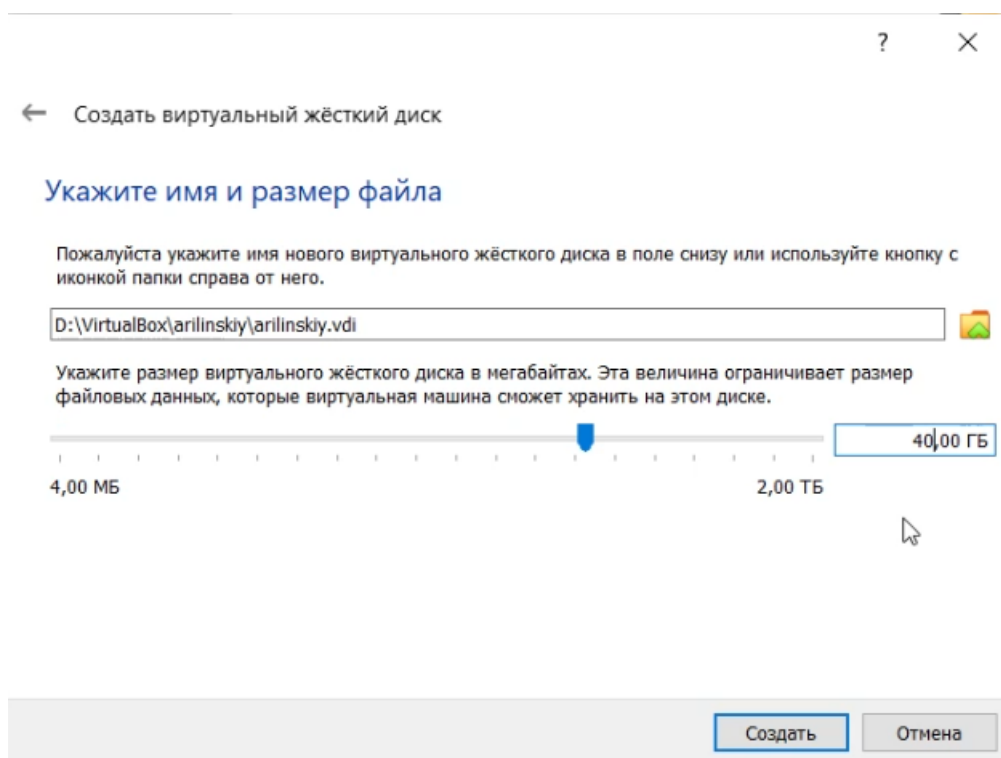 ?
Создать виртуальный жёсткий диск
Укажите имя и размер файла
Пожалуйста укажите имя нового виртуального жёсткого диска в поле снизу или используйте кнопку с
иконкой папки справа от него.
D:\VirtualBox\arilinskiy\arilinskiy.vdi
Укажите размер виртуального жёсткого диска в мегабайтах. Эта величина ограничивает размер
файловых данных, которые виртуальная машина сможет хранить на этом диске.
40,00 ГБ
4,00 МБ 2,00 ТБ
Создать Отмена